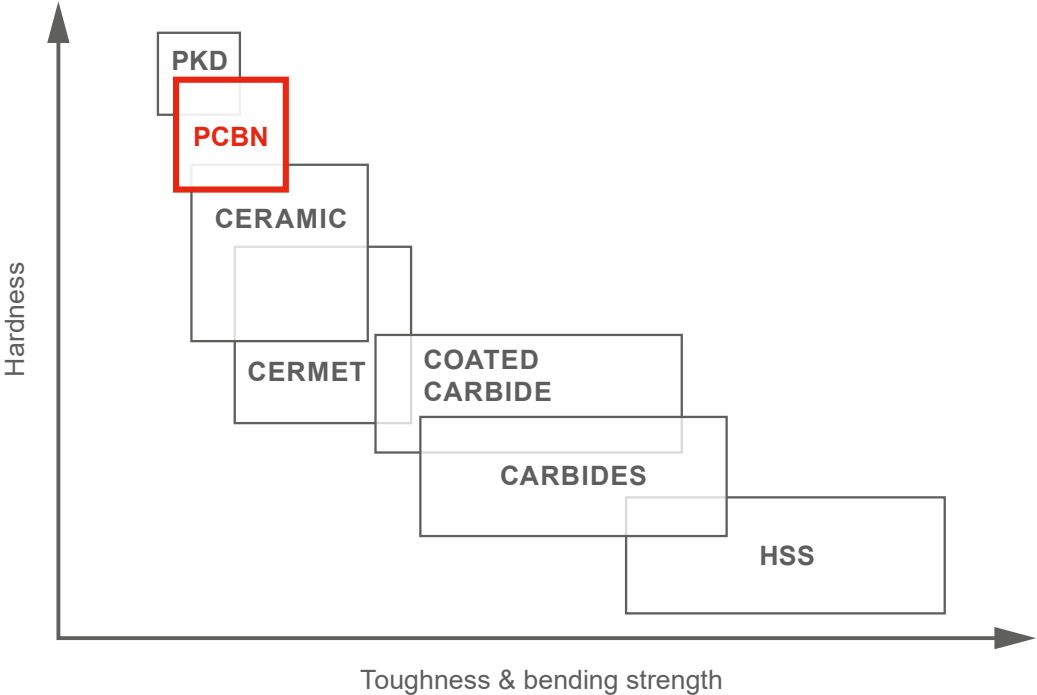 PKD
PCBN
CERAMIC
CERMET
COATED
CARBIDE
CARBIDES
HSS
Hardness
Toughness & bending strength